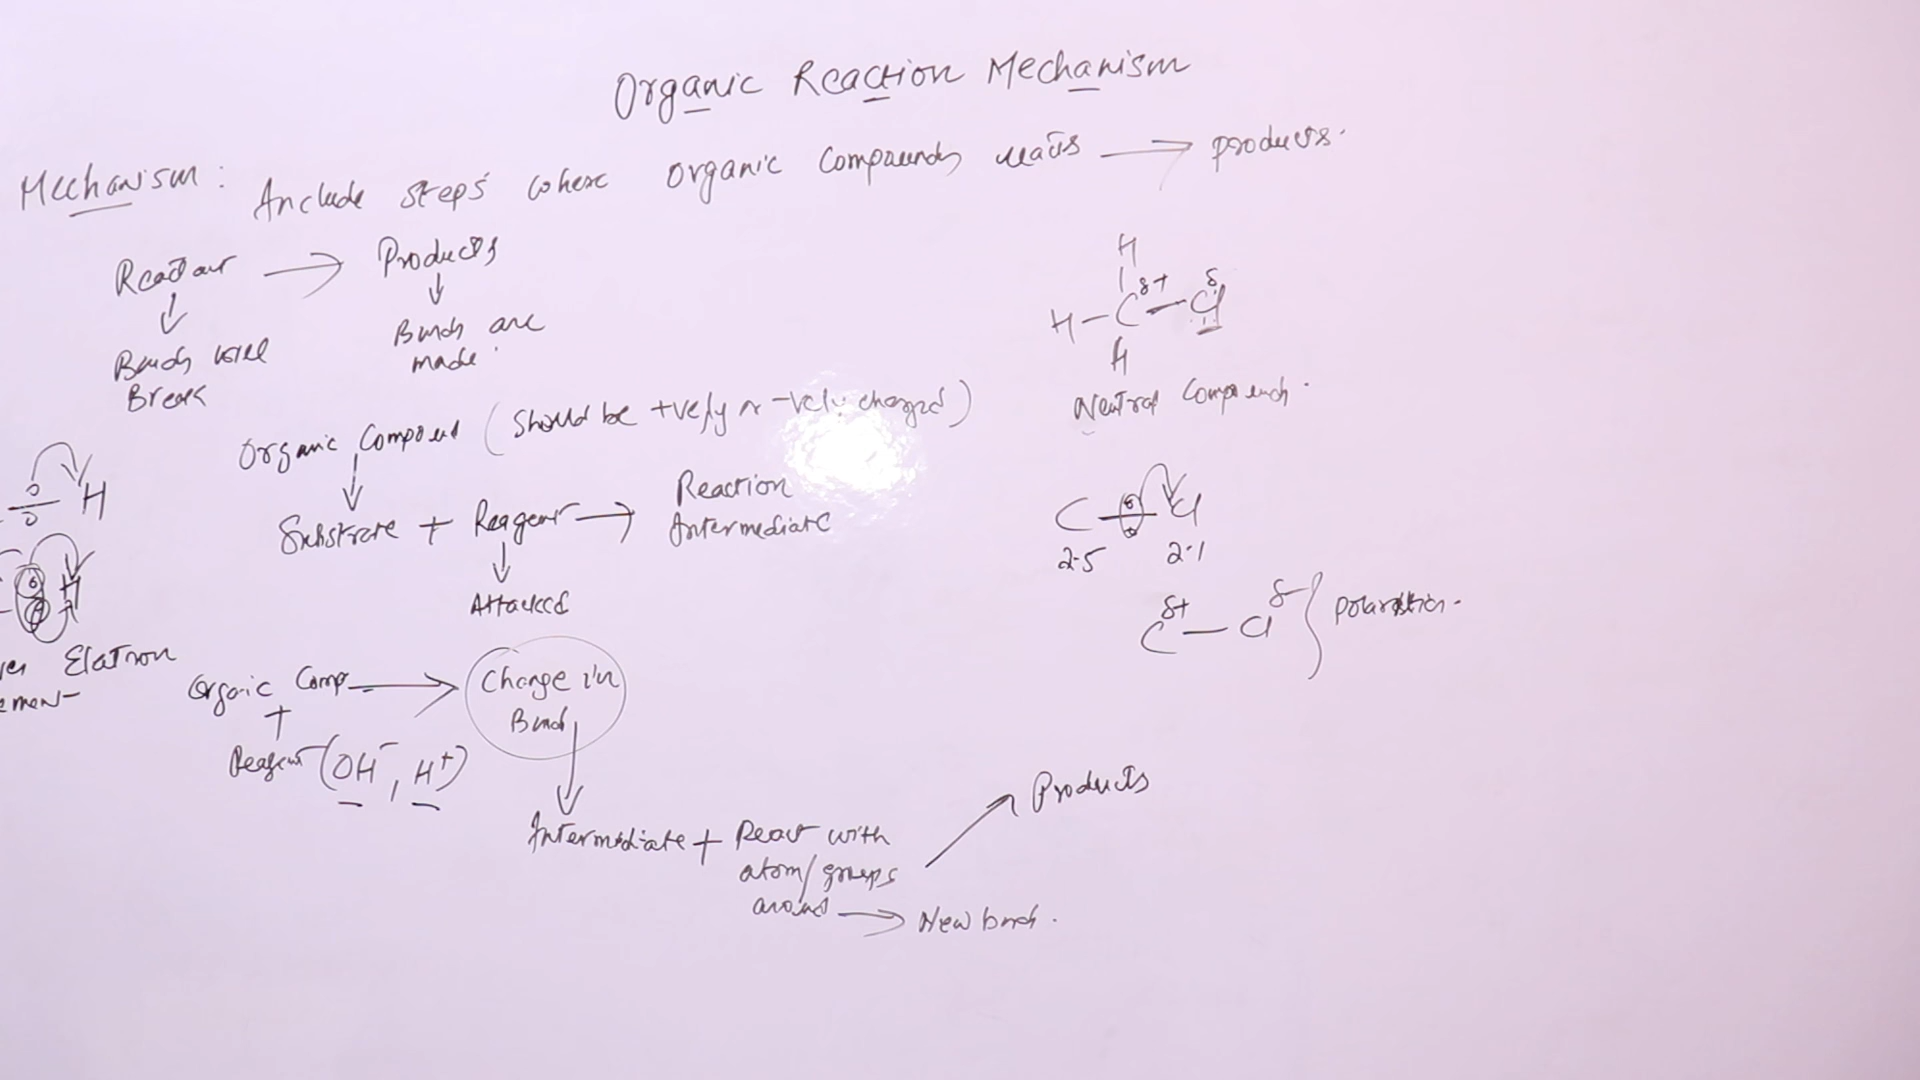 Organic Reaction Mechanism
Mechanism: Include steps where organic compounds reacts → products.
Reactant → Products
↓ ↓
Bonds will
Break
Bonds are
made.
Organic Compound (should be +vely or -vely charged)
↓
Substrate + Reagent → Reaction
Intermediate
↓
Attacked
Organic Comp → Change in
Bond
+
Reagent (OH⁻, H⁺)
↓
Intermediate + React with
atom/groups
around → New bond.
Products
H
H-C^δ+-Cl^δ
H
Neutral Compounds.
C Cl
2.5 2.1
C^δ+ - Cl^δ- } Polarisation.
H
H
Electron